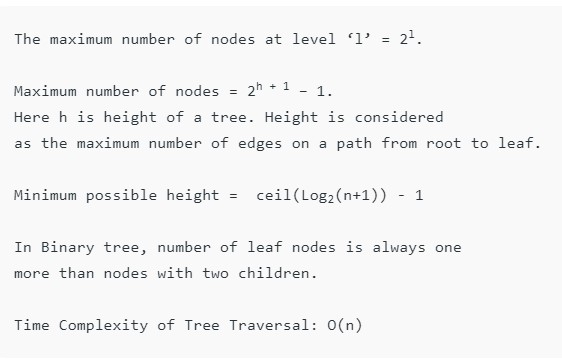 The maximum number of nodes at level ‘l’ = 2ˡ.
Maximum number of nodes = 2ʰ ⁺ ¹ – 1.
Here h is height of a tree. Height is considered
as the maximum number of edges on a path from root to leaf.
Minimum possible height =  ceil(Log₂(n+1)) - 1
In Binary tree, number of leaf nodes is always one
more than nodes with two children.
Time Complexity of Tree Traversal: O(n)